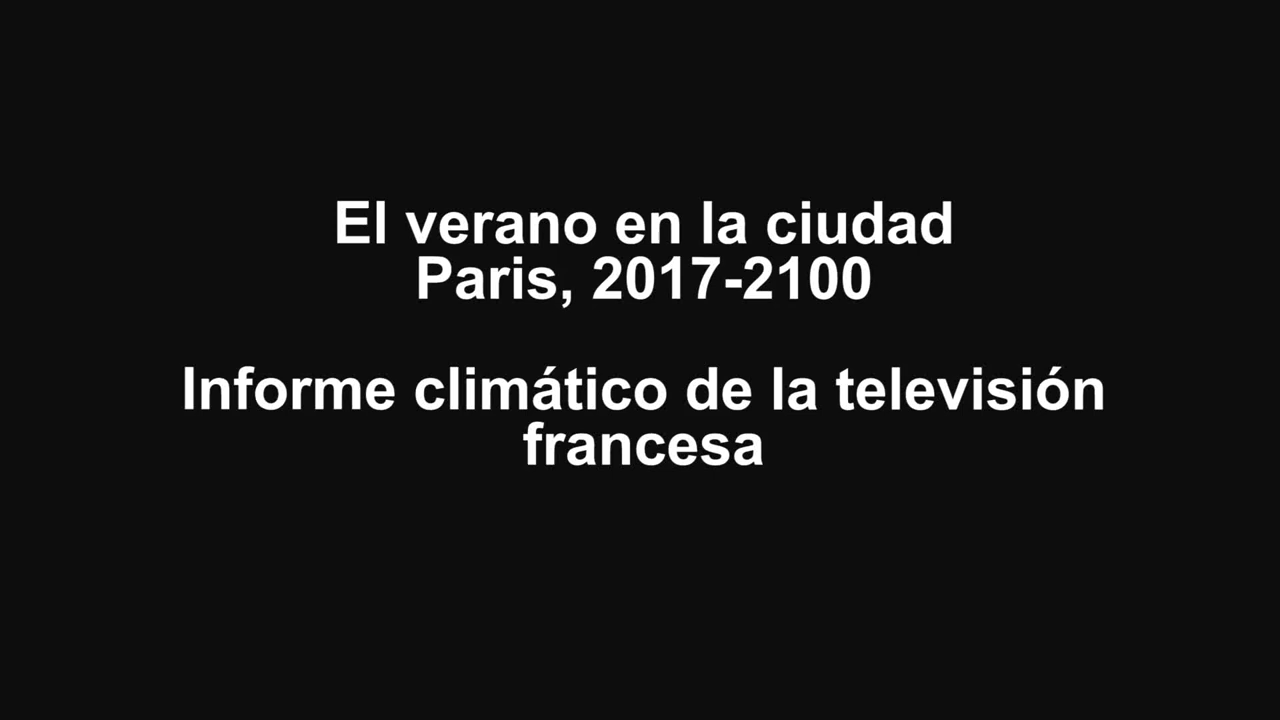 El verano en la ciudad
Paris, 2017-2100
Informe climático de la televisión
francesa